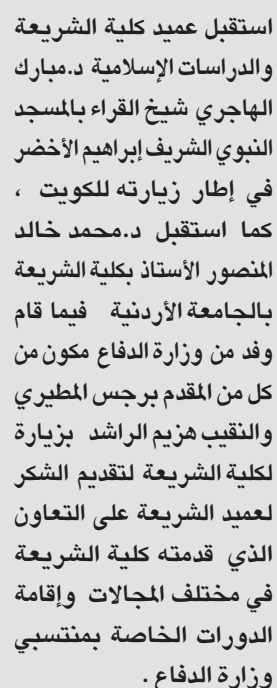 استقبل عميد كلية الشريعة
والدراسات الإسلامية د.مبارك
الهاجري شيخ القراء بالمسجد
النبوي الشريف إبراهيم الأخضر
في إطار زيارته للكويت ،
كما استقبل د.محمد خالد
المنصور الأستاذ بكلية الشريعة
بالجامعة الأردنية فيما قام
وفد من وزارة الدفاع مكون من
كل من المقدم برجس المطيري
والنقيب هزيم الراشد بزيارة
لكلية الشريعة لتقديم الشكر
لعميد الشريعة على التعاون
الذي قدمته كلية الشريعة
في مختلف المجالات وإقامة
الدورات الخاصة بمنتسبي
وزارة الدفاع .